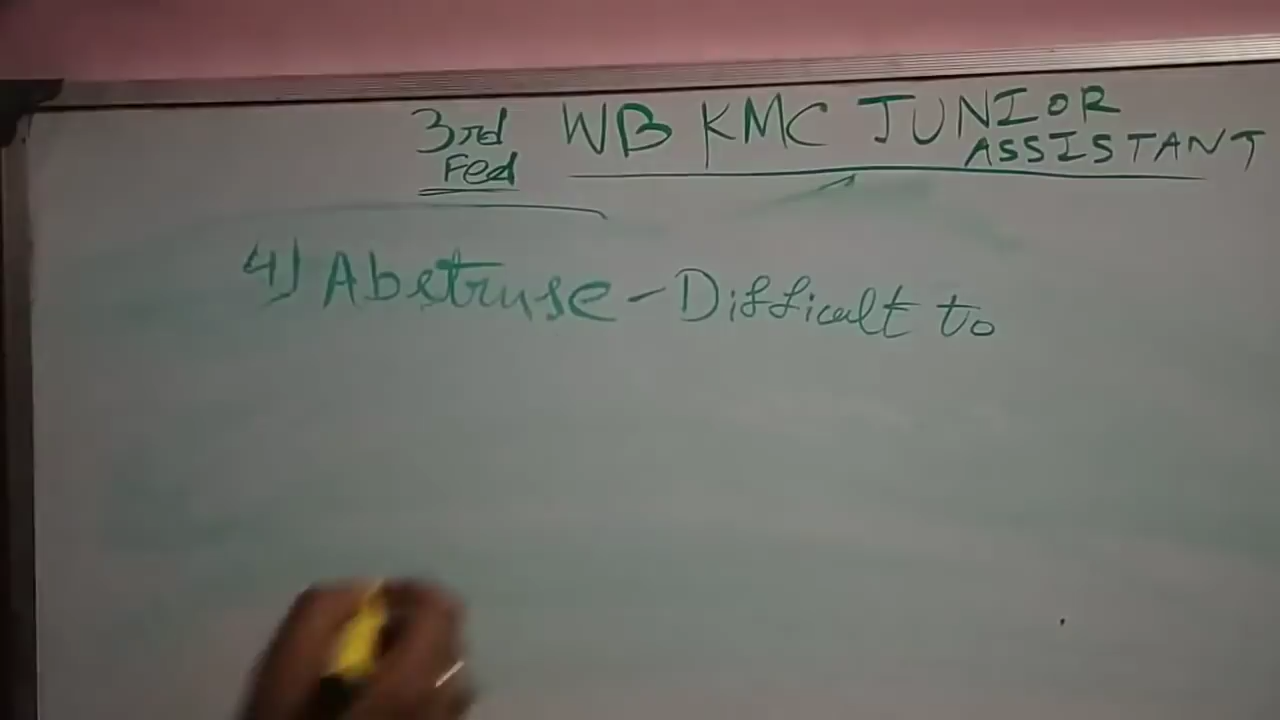 3rd WB KMC JUNIOR
Fed ASSISTANT
4) Abstruse - Difficult to